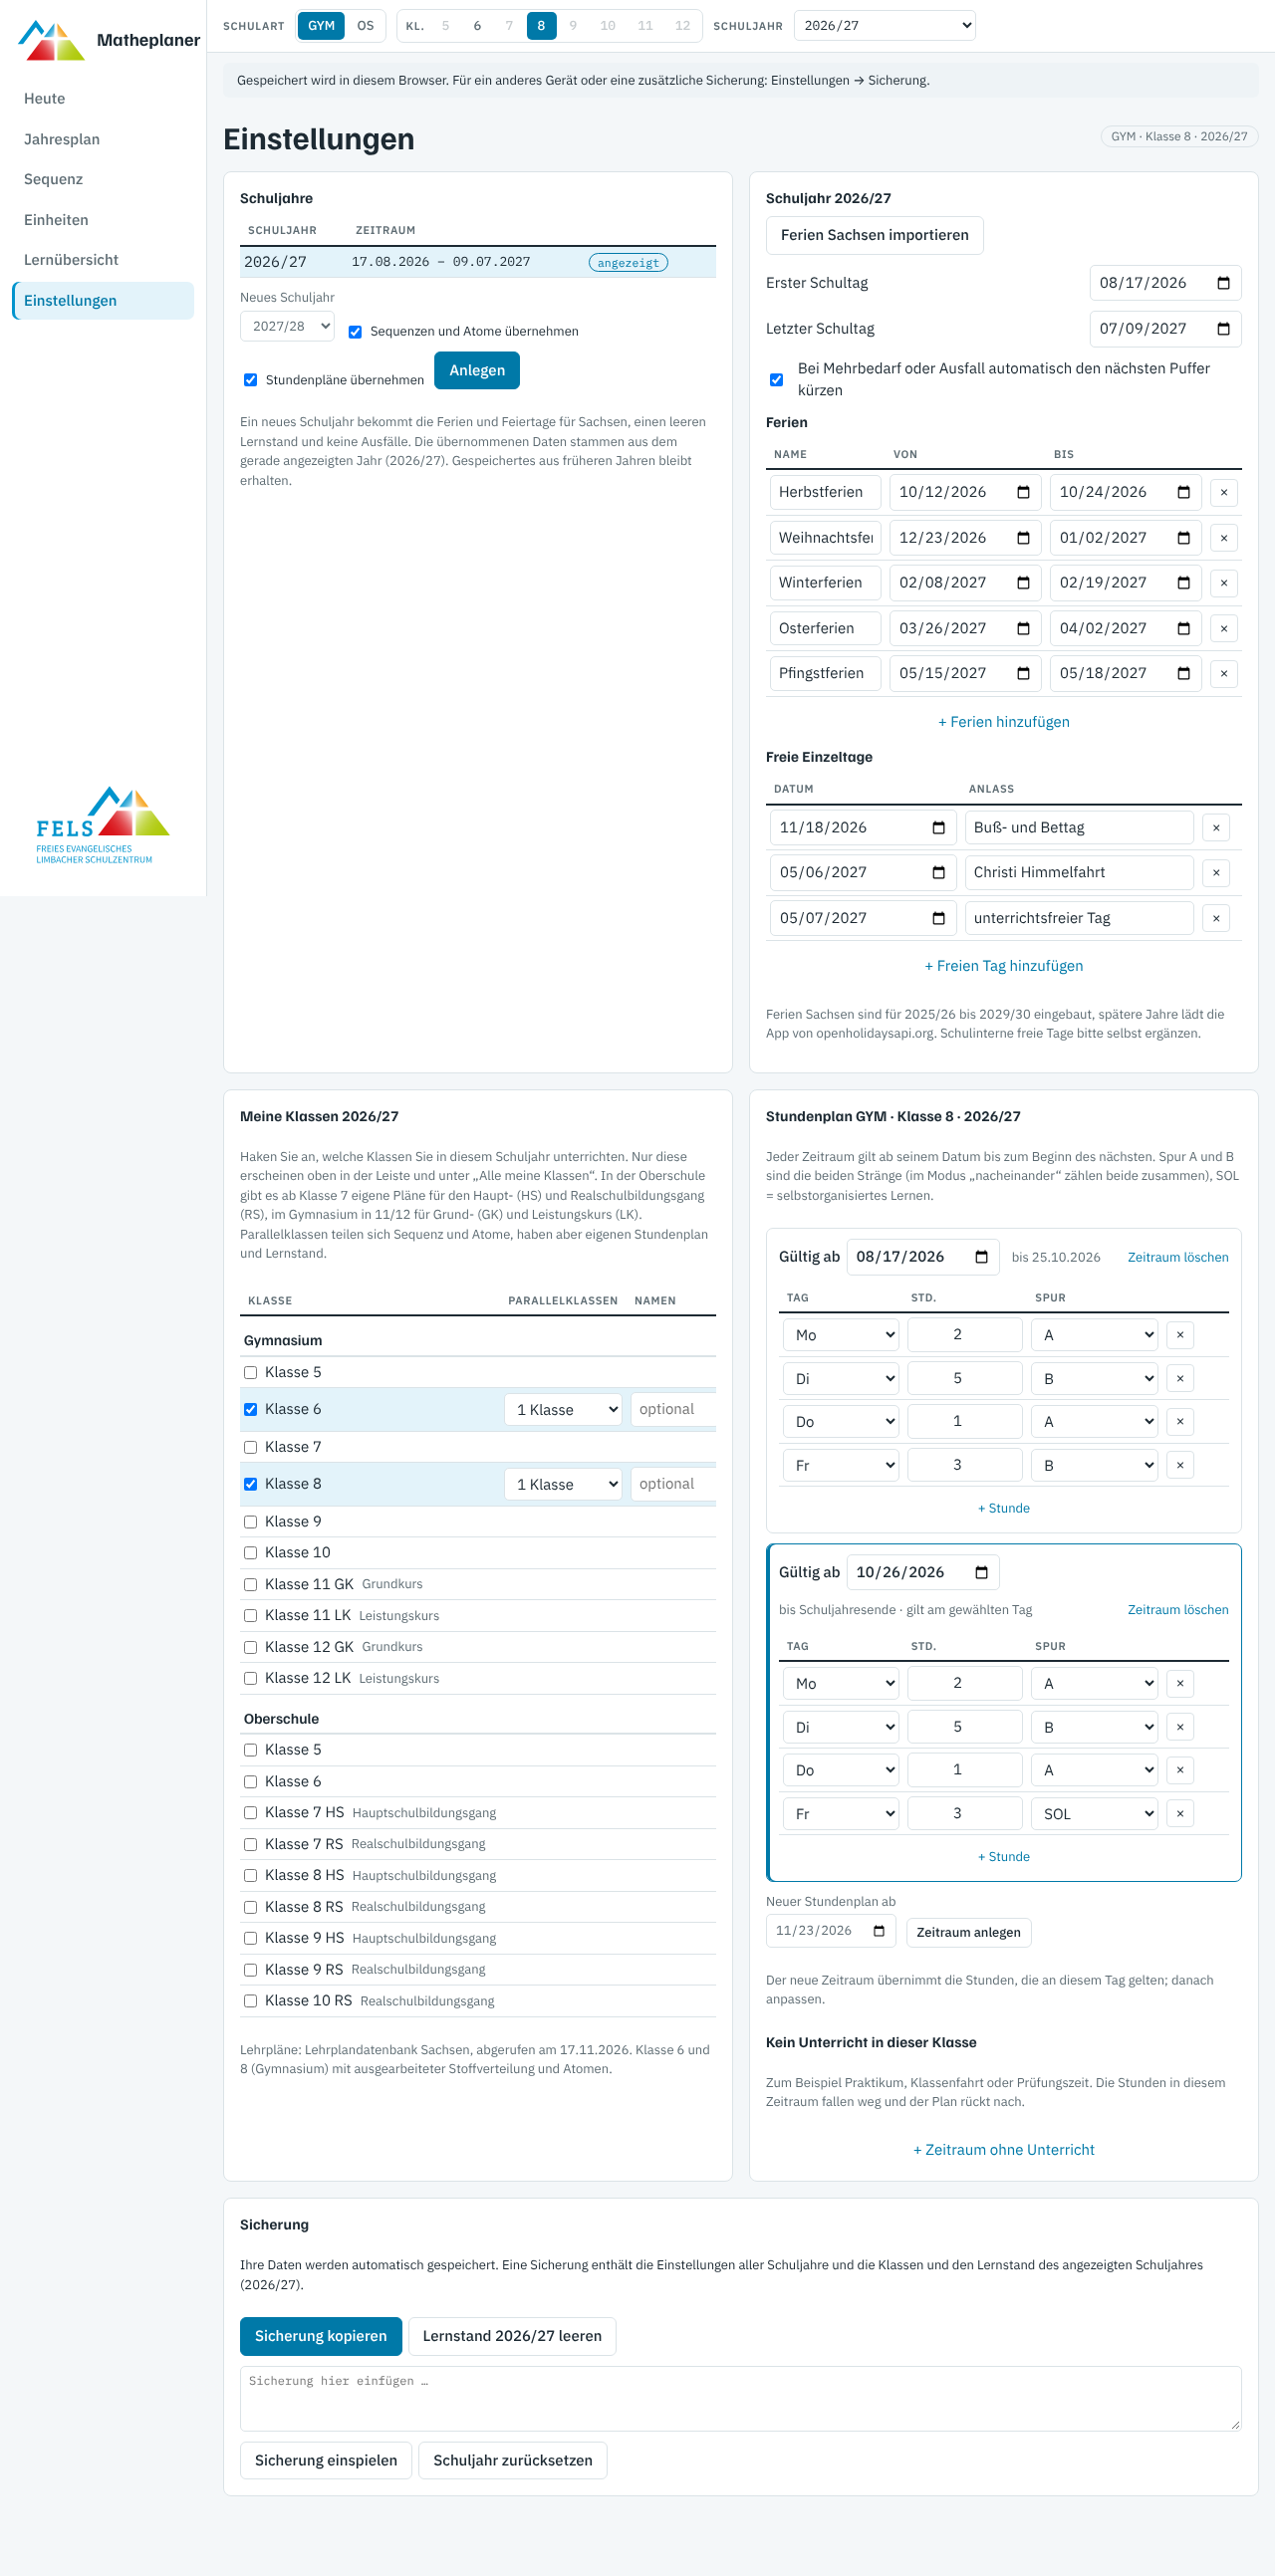 Matheplaner
SCHULART GYM OS KL. 5 6 7 8 9 10 11 12 SCHULJAHR 2026/27
Heute
Jahresplan
Sequenz
Einheiten
Lernübersicht
Einstellungen
FELS
FREIES EVANGELISCHES
LIMBACHER SCHULZENTRUM
Gespeichert wird in diesem Browser. Für ein anderes Gerät oder eine zusätzliche Sicherung: Einstellungen → Sicherung.
Einstellungen
GYM · Klasse 8 · 2026/27
Schuljahre
SCHULJAHR ZEITRAUM
2026/27 17.08.2026 – 09.07.2027 angezeigt
Neues Schuljahr
2027/28 Sequenzen und Atome übernehmen
Stundenpläne übernehmen Anlegen
Ein neues Schuljahr bekommt die Ferien und Feiertage für Sachsen, einen leeren
Lernstand und keine Ausfälle. Die übernommenen Daten stammen aus dem
gerade angezeigten Jahr (2026/27). Gespeichertes aus früheren Jahren bleibt
erhalten.
Schuljahr 2026/27
Ferien Sachsen importieren
Erster Schultag 08/17/2026
Letzter Schultag 07/09/2027
Bei Mehrbedarf oder Ausfall automatisch den nächsten Puffer
kürzen
Ferien
NAME VON BIS
Herbstferien 10/12/2026 10/24/2026 ×
Weihnachtsfer 12/23/2026 01/02/2027 ×
Winterferien 02/08/2027 02/19/2027 ×
Osterferien 03/26/2027 04/02/2027 ×
Pfingstferien 05/15/2027 05/18/2027 ×
+ Ferien hinzufügen
Freie Einzeltage
DATUM ANLASS
11/18/2026 Buß- und Bettag ×
05/06/2027 Christi Himmelfahrt ×
05/07/2027 unterrichtsfreier Tag ×
+ Freien Tag hinzufügen
Ferien Sachsen sind für 2025/26 bis 2029/30 eingebaut, spätere Jahre lädt die
App von openholidaysapi.org. Schulinterne freie Tage bitte selbst ergänzen.
Meine Klassen 2026/27
Haken Sie an, welche Klassen Sie in diesem Schuljahr unterrichten. Nur diese
erscheinen oben in der Leiste und unter „Alle meine Klassen“. In der Oberschule
gibt es ab Klasse 7 eigene Pläne für den Haupt- (HS) und Realschulbildungsgang
(RS), im Gymnasium in 11/12 für Grund- (GK) und Leistungskurs (LK).
Parallelklassen teilen sich Sequenz und Atome, haben aber eigenen Stundenplan
und Lernstand.
KLASSE PARALLELKLASSEN NAMEN
Gymnasium
Klasse 5
Klasse 6 1 Klasse optional
Klasse 7
Klasse 8 1 Klasse optional
Klasse 9
Klasse 10
Klasse 11 GK Grundkurs
Klasse 11 LK Leistungskurs
Klasse 12 GK Grundkurs
Klasse 12 LK Leistungskurs
Oberschule
Klasse 5
Klasse 6
Klasse 7 HS Hauptschulbildungsgang
Klasse 7 RS Realschulbildungsgang
Klasse 8 HS Hauptschulbildungsgang
Klasse 8 RS Realschulbildungsgang
Klasse 9 HS Hauptschulbildungsgang
Klasse 9 RS Realschulbildungsgang
Klasse 10 RS Realschulbildungsgang
Lehrpläne: Lehrplandatenbank Sachsen, abgerufen am 17.11.2026. Klasse 6 und
8 (Gymnasium) mit ausgearbeiteter Stoffverteilung und Atomen.
Stundenplan GYM · Klasse 8 · 2026/27
Jeder Zeitraum gilt ab seinem Datum bis zum Beginn des nächsten. Spur A und B
sind die beiden Stränge (im Modus „nacheinander“ zählen beide zusammen), SOL
= selbstorganisiertes Lernen.
Gültig ab 08/17/2026 bis 25.10.2026 Zeitraum löschen
TAG STD. SPUR
Mo 2 A ×
Di 5 B ×
Do 1 A ×
Fr 3 B ×
+ Stunde
Gültig ab 10/26/2026
bis Schuljahresende · gilt am gewählten Tag Zeitraum löschen
TAG STD. SPUR
Mo 2 A ×
Di 5 B ×
Do 1 A ×
Fr 3 SOL ×
+ Stunde
Neuer Stundenplan ab
11/23/2026 Zeitraum anlegen
Der neue Zeitraum übernimmt die Stunden, die an diesem Tag gelten; danach
anpassen.
Kein Unterricht in dieser Klasse
Zum Beispiel Praktikum, Klassenfahrt oder Prüfungszeit. Die Stunden in diesem
Zeitraum fallen weg und der Plan rückt nach.
+ Zeitraum ohne Unterricht
Sicherung
Ihre Daten werden automatisch gespeichert. Eine Sicherung enthält die Einstellungen aller Schuljahre und die Klassen und den Lernstand des angezeigten Schuljahres
(2026/27).
Sicherung kopieren Lernstand 2026/27 leeren
Sicherung hier einfügen …
Sicherung einspielen Schuljahr zurücksetzen